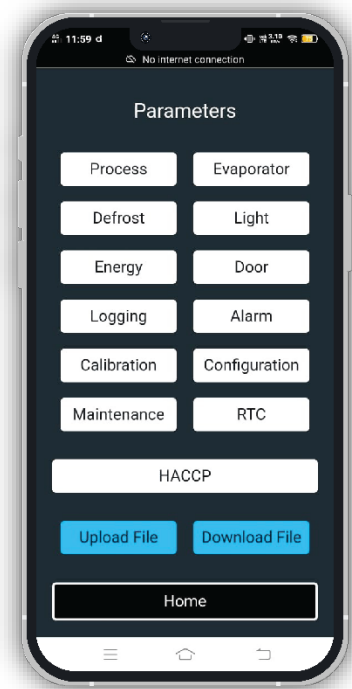 11:59 d
No internet connection
Parameters
Process Evaporator
Defrost Light
Energy Door
Logging Alarm
Calibration Configuration
Maintenance RTC
HACCP
Upload File Download File
Home